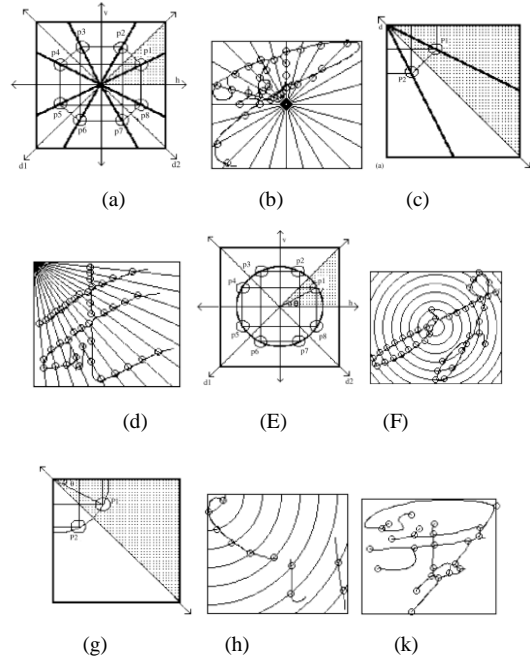 v
p3 p2
p4 p1
h
p5 p8
p6 p7
d1 d2
d
P1
P2
(a)
(a) (b) (c)
v
p3 p2
p4 p1
θ h
p5 p8
p6 p7
d1 d2
(d) (E) (F)
θ
P1
P2
(g) (h) (k)